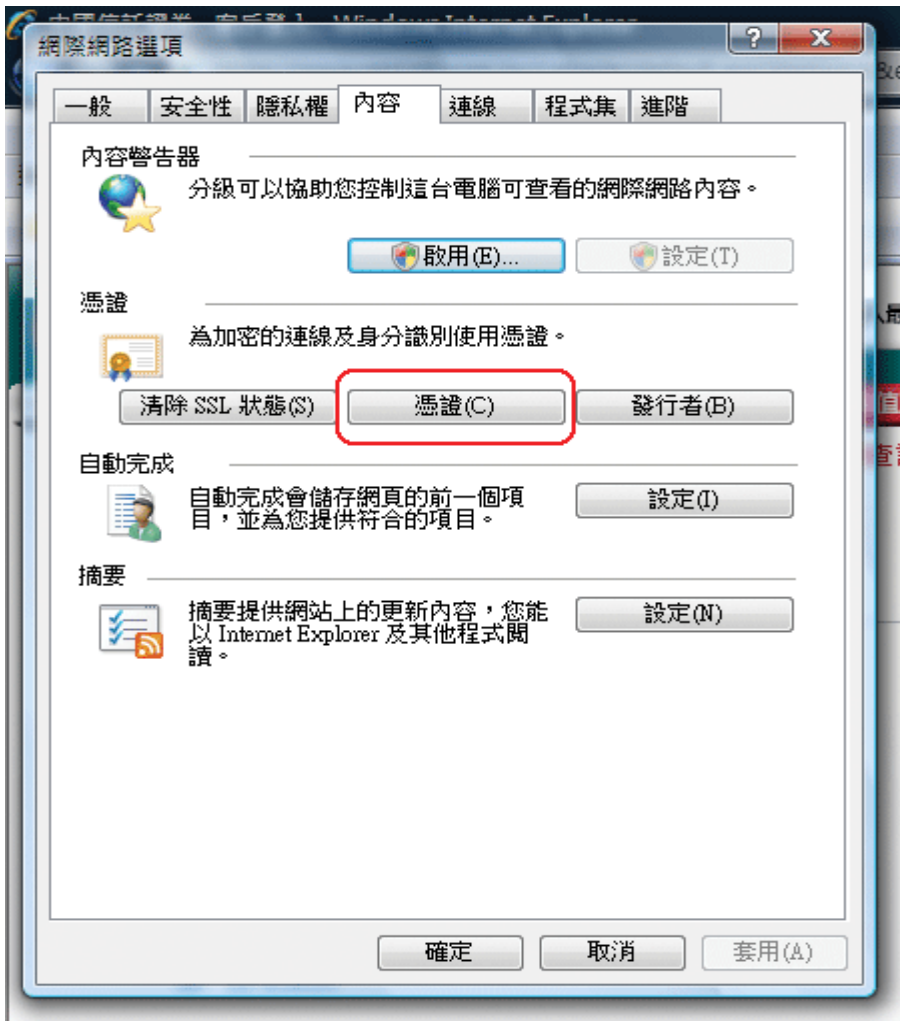 Windows Internet Explorer
網際網路選項
一般 安全性 隱私權 內容 連線 程式集 進階
內容警告器
分級可以協助您控制這台電腦可查看的網際網路內容。
啟用(E)... 設定(T)
憑證
為加密的連線及身分識別使用憑證。
清除 SSL 狀態(S) 憑證(C) 發行者(B)
自動完成
自動完成會儲存網頁的前一個項
目，並為您提供符合的項目。
設定(I)
摘要
摘要提供網站上的更新內容，您能
以 Internet Explorer 及其他程式閱
讀。
設定(N)
確定 取消 套用(A)